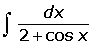 ∫ dx / (2 + cos x)